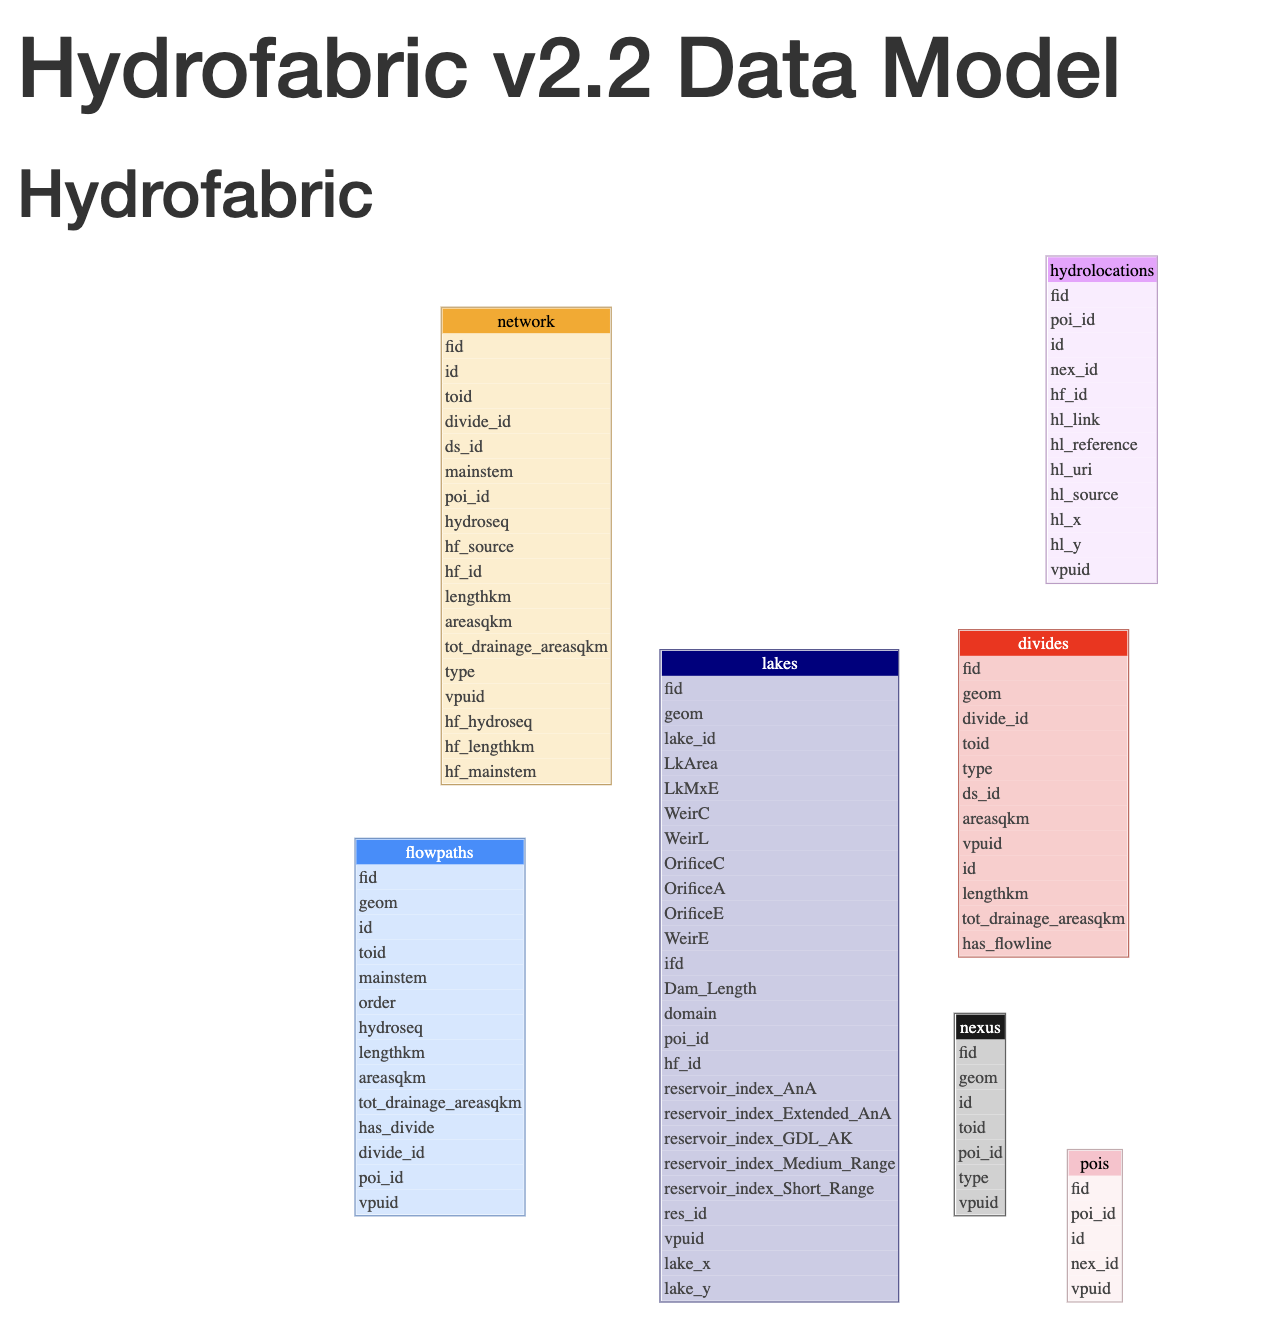 Hydrofabric v2.2 Data Model
Hydrofabric
network
fid
id
toid
divide_id
ds_id
mainstem
poi_id
hydroseq
hf_source
hf_id
lengthkm
areasqkm
tot_drainage_areasqkm
type
vpuid
hf_hydroseq
hf_lengthkm
hf_mainstem
flowpaths
fid
geom
id
toid
mainstem
order
hydroseq
lengthkm
areasqkm
tot_drainage_areasqkm
has_divide
divide_id
poi_id
vpuid
lakes
fid
geom
lake_id
LkArea
LkMxE
WeirC
WeirL
OrificeC
OrificeA
OrificeE
WeirE
ifd
Dam_Length
domain
poi_id
hf_id
reservoir_index_AnA
reservoir_index_Extended_AnA
reservoir_index_GDL_AK
reservoir_index_Medium_Range
reservoir_index_Short_Range
res_id
vpuid
lake_x
lake_y
hydrolocations
fid
poi_id
id
nex_id
hf_id
hl_link
hl_reference
hl_uri
hl_source
hl_x
hl_y
vpuid
divides
fid
geom
divide_id
toid
type
ds_id
areasqkm
vpuid
id
lengthkm
tot_drainage_areasqkm
has_flowline
nexus
fid
geom
id
toid
poi_id
type
vpuid
pois
fid
poi_id
id
nex_id
vpuid